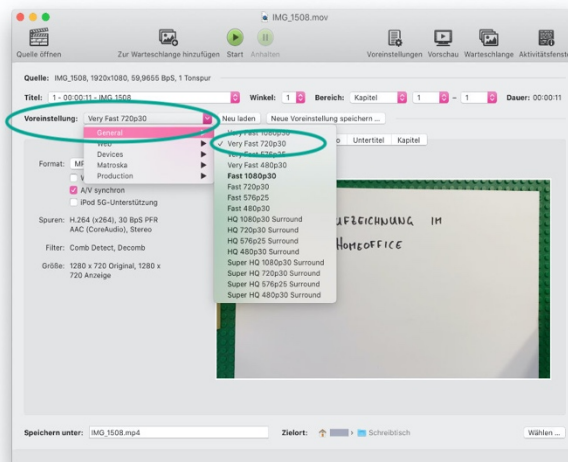 IMG_1508.mov
Quelle öffnen
Zur Warteschlange hinzufügen
Start
Anhalten
Voreinstellungen
Vorschau
Warteschlange
Aktivitätsfenste
Quelle: IMG_1508, 1920x1080, 59,9655 BpS, 1 Tonspur
Titel: 1 - 00:00:11 - IMG_1508 Winkel: 1 Bereich: Kapitel 1 - 1 Dauer: 00:00:11
Voreinstellung: Very Fast 720p30 Neu laden Neue Voreinstellung speichern ...
General
Web
Devices
Matroska
Production
Very Fast 1080p30
✓ Very Fast 720p30
Very Fast 576p25
Very Fast 480p30
Fast 1080p30
Fast 720p30
Fast 576p25
Fast 480p30
HQ 1080p30 Surround
HQ 720p30 Surround
HQ 576p25 Surround
HQ 480p30 Surround
Super HQ 1080p30 Surround
Super HQ 720p30 Surround
Super HQ 576p25 Surround
Super HQ 480p30 Surround
Untertitel
Kapitel
Format:
A/V synchron
iPod 5G-Unterstützung
Spuren: H.264 (x264), 30 BpS PFR
AAC (CoreAudio), Stereo
Filter: Comb Detect, Decomb
Größe: 1280 x 720 Original, 1280 x
720 Anzeige
UFZEICHNUNG IM
HOMEOFFICE
Speichern unter: IMG_1508.mp4 Zielort: Schreibtisch Wählen ...